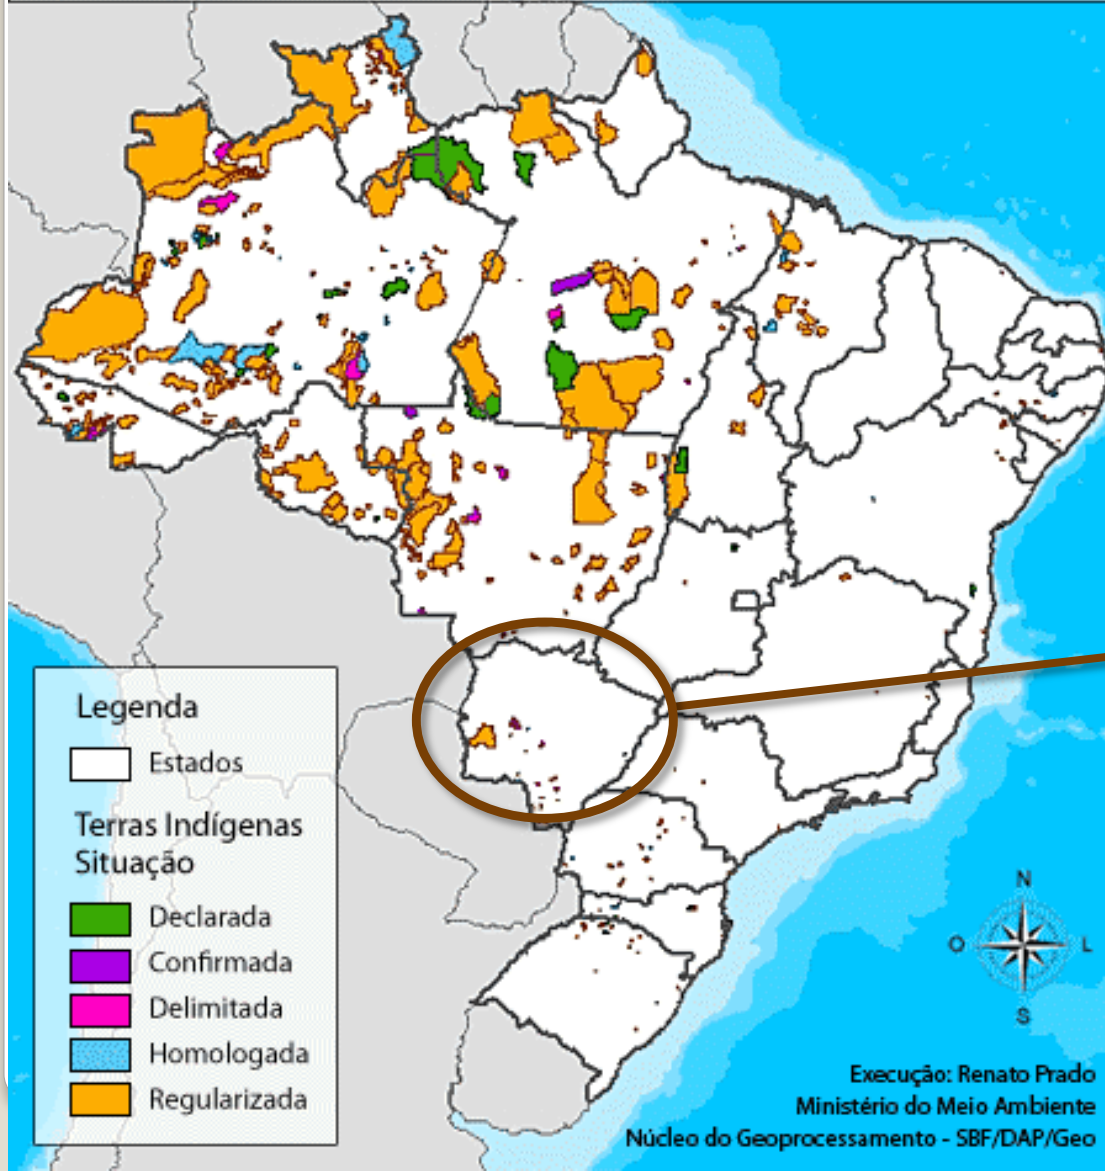 Legenda
Estados
Terras Indígenas
Situação
Declarada
Confirmada
Delimitada
Homologada
Regularizada
N
O
L
S
Execução: Renato Prado
Ministério do Meio Ambiente
Núcleo do Geoprocessamento - SBF/DAP/Geo